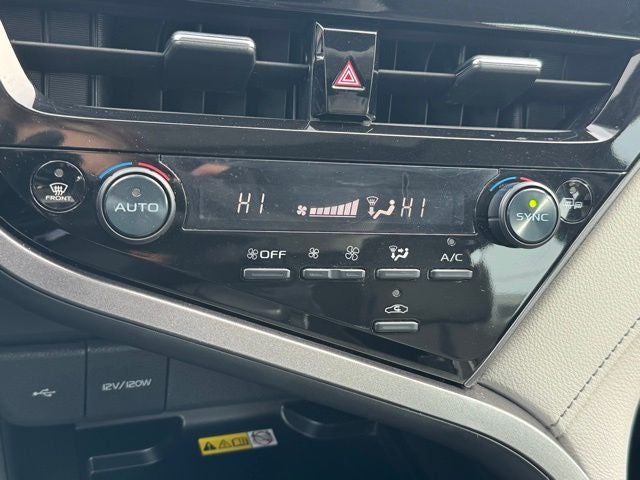 FRONT
AUTO
HI
HI
SYNC
OFF
A/C
12V/120W